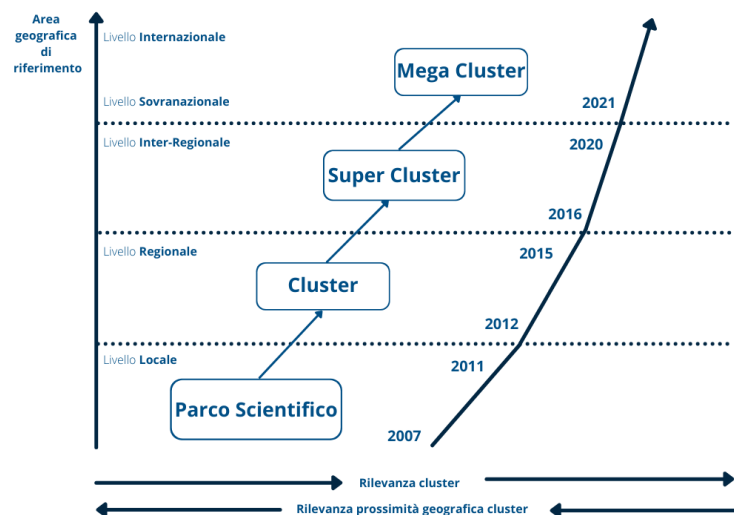 Area
geografica
di
riferimento
Livello Internazionale
Mega Cluster
Livello Sovranazionale
2021
Livello Inter-Regionale
2020
Super Cluster
2016
Livello Regionale
2015
Cluster
2012
Livello Locale
2011
Parco Scientifico
2007
Rilevanza cluster
Rilevanza prossimità geografica cluster